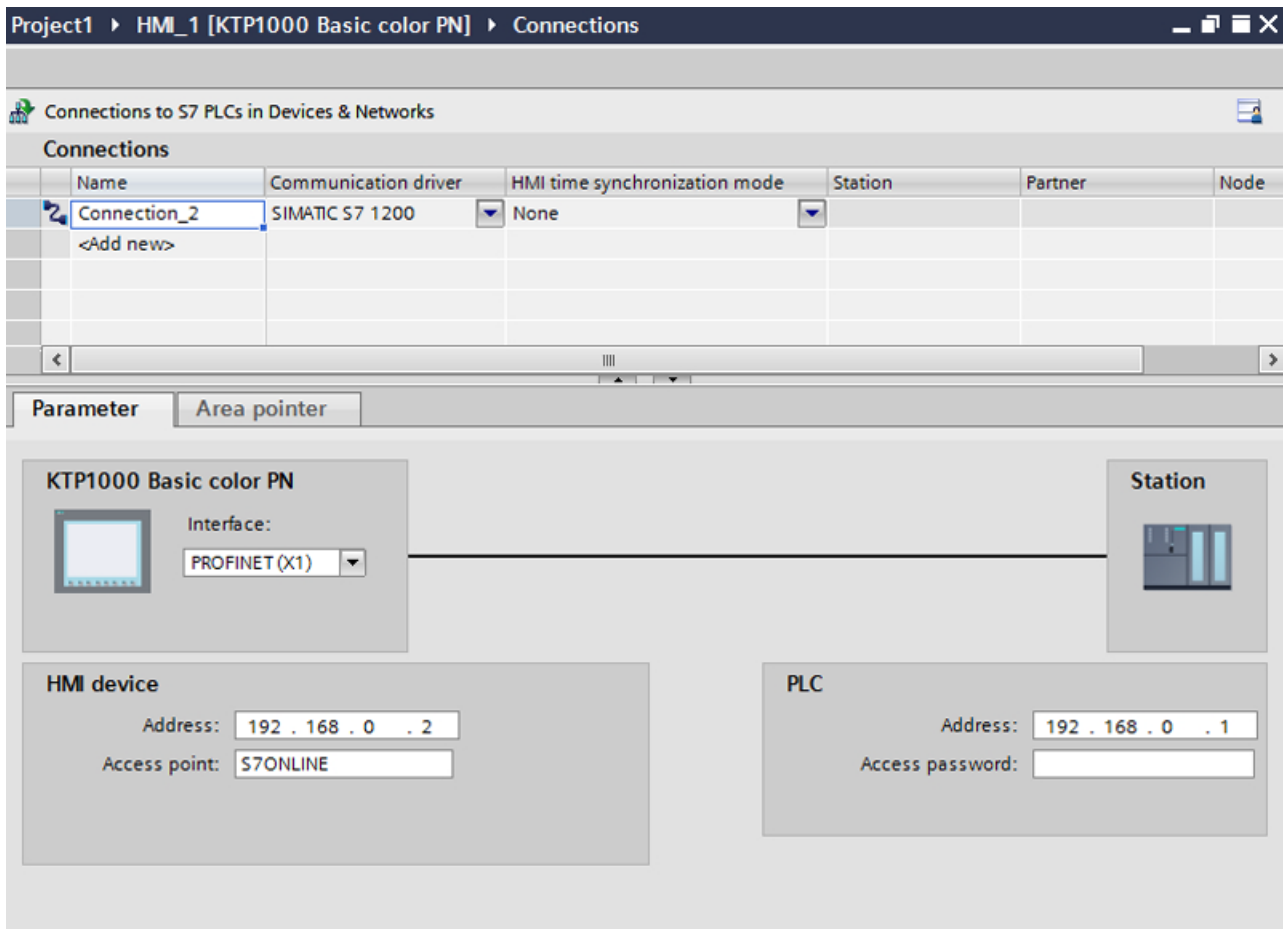 Project1 ▸ HMI_1 [KTP1000 Basic color PN] ▸ Connections
Connections to S7 PLCs in Devices & Networks
Connections
Name Communication driver HMI time synchronization mode Station Partner Node
Connection_2 SIMATIC S7 1200 None
<Add new>
Parameter Area pointer
KTP1000 Basic color PN Station
Interface:
PROFINET (X1)
HMI device PLC
Address: 192 . 168 . 0 . 2 Address: 192 . 168 . 0 . 1
Access point: S7ONLINE Access password: